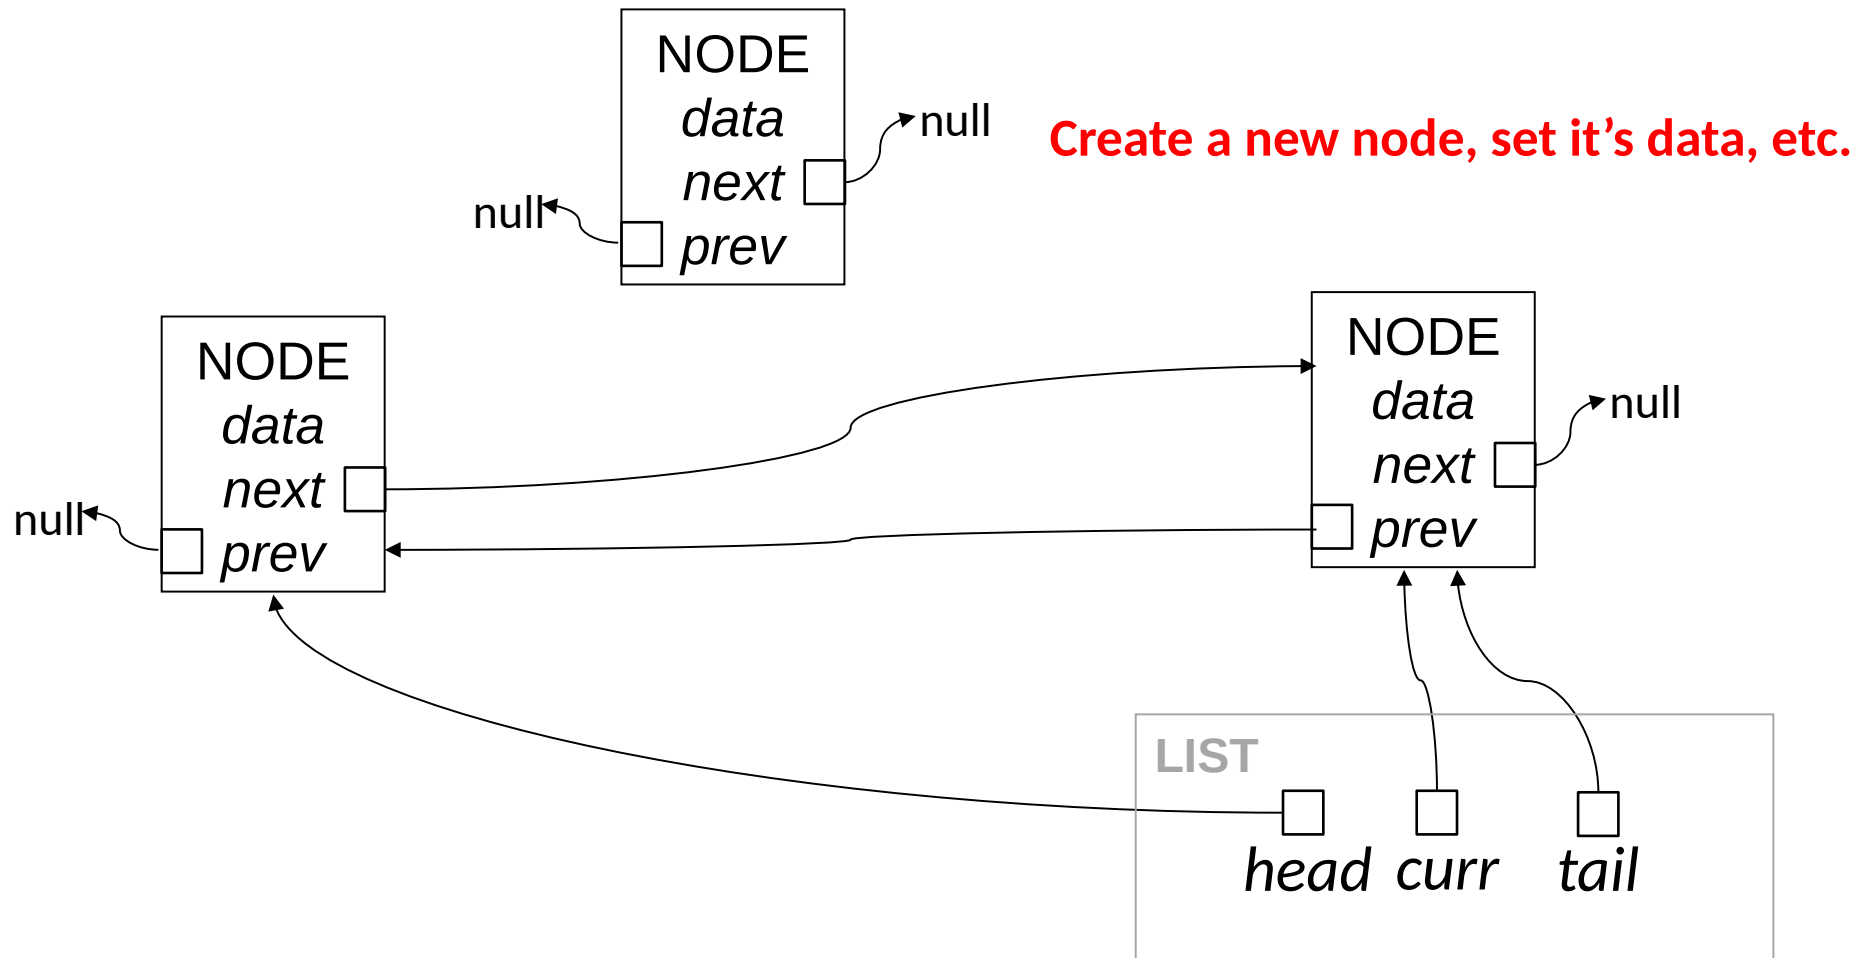 NODE
data
next
prev
null
null
Create a new node, set it’s data, etc.
NODE
data
next
prev
null
NODE
data
next
prev
null
LIST
head curr tail